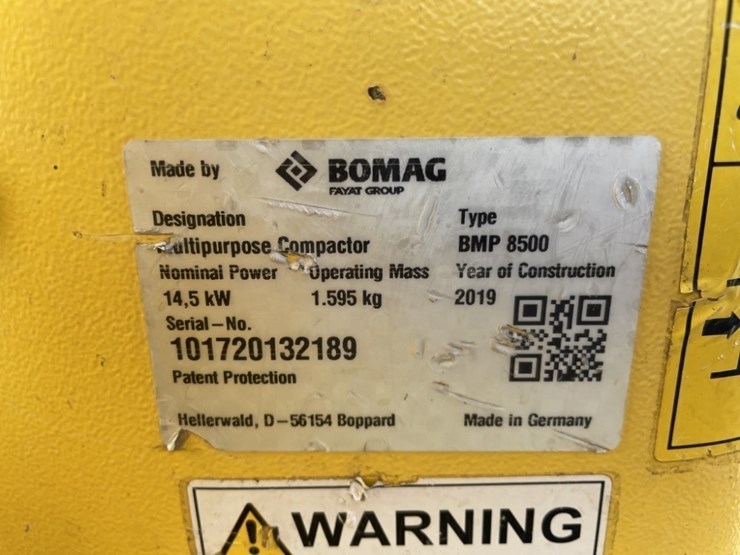 Made by BOMAG
FAYAT GROUP
Designation Type
Multipurpose Compactor BMP 8500
Nominal Power Operating Mass Year of Construction
14,5 kW 1.595 kg 2019
Serial-No.
101720132189
Patent Protection
Hellerwald, D-56154 Boppard Made in Germany
WARNING